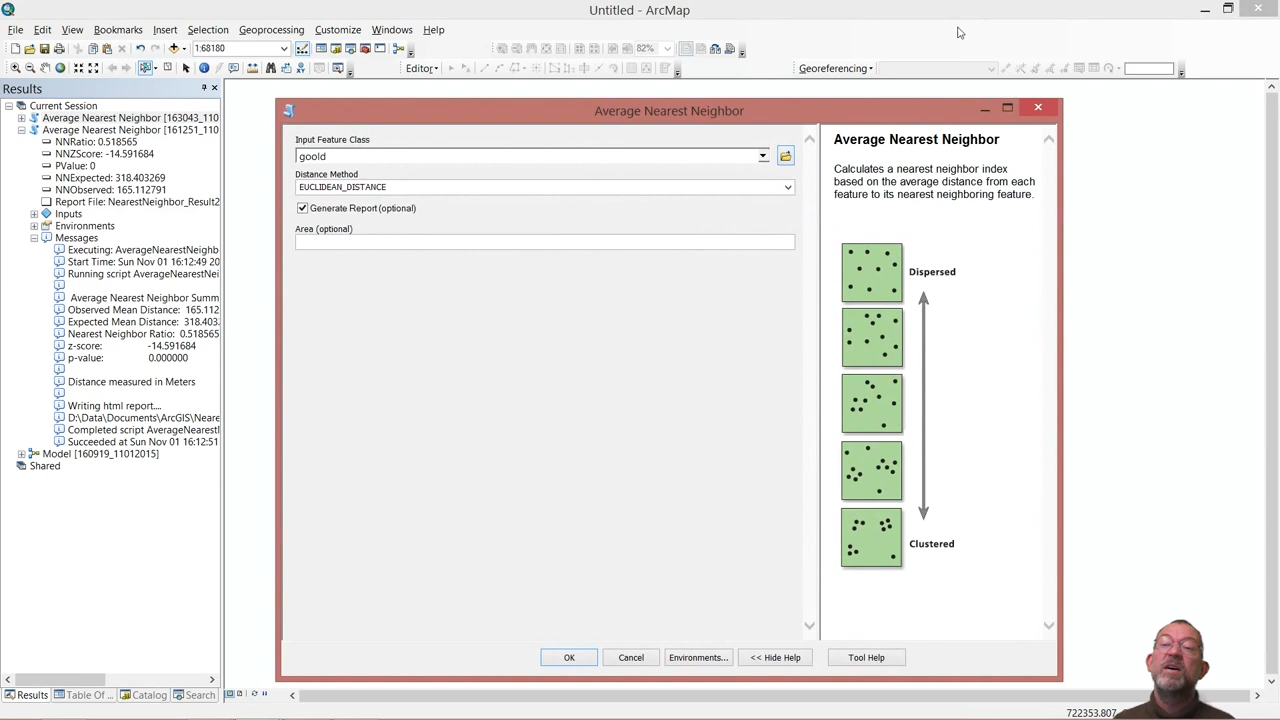 Untitled - ArcMap
File Edit View Bookmarks Insert Selection Geoprocessing Customize Windows Help
1:68180
82%
Editor
Georeferencing
Results
Current Session
Average Nearest Neighbor [163043_110
Average Nearest Neighbor [161251_110
NNRatio: 0.518565
NNZScore: -14.591684
PValue: 0
NNExpected: 318.403269
NNObserved: 165.112791
Report File: NearestNeighbor_Result2
Inputs
Environments
Messages
Executing: AverageNearestNeighb
Start Time: Sun Nov 01 16:12:49 20
Running script AverageNearestNei
Average Nearest Neighbor Summ
Observed Mean Distance: 165.112
Expected Mean Distance: 318.403
Nearest Neighbor Ratio: 0.518565
z-score: -14.591684
p-value: 0.000000
Distance measured in Meters
Writing html report....
D:\Data\Documents\ArcGIS\Neare
Completed script AverageNearestI
Succeeded at Sun Nov 01 16:12:51
Model [160919_11012015]
Shared
Results Table Of ... Catalog Search
Average Nearest Neighbor
Input Feature Class
goold
Distance Method
EUCLIDEAN_DISTANCE
Generate Report (optional)
Area (optional)
OK Cancel Environments... << Hide Help Tool Help
Average Nearest Neighbor
Calculates a nearest neighbor index
based on the average distance from each
feature to its nearest neighboring feature.
Dispersed
Clustered
722353.807